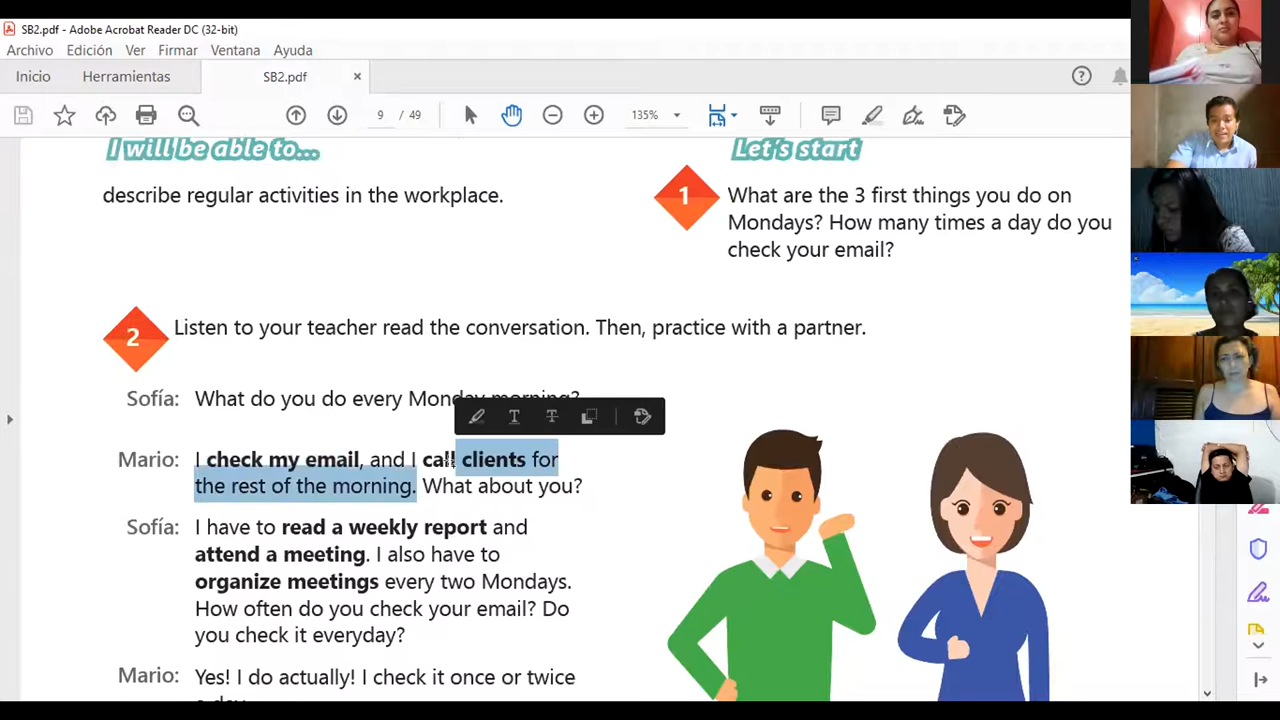 SB2.pdf - Adobe Acrobat Reader DC (32-bit)
Archivo Edición Ver Firmar Ventana Ayuda
Inicio Herramientas SB2.pdf ×
9 / 49 135%
I will be able to...
describe regular activities in the workplace.
Let's start
1
What are the 3 first things you do on
Mondays? How many times a day do you
check your email?
2
Listen to your teacher read the conversation. Then, practice with a partner.
Sofía: What do you do every Monday morning?
Mario: I check my email, and I call clients for
the rest of the morning. What about you?
Sofía: I have to read a weekly report and
attend a meeting. I also have to
organize meetings every two Mondays.
How often do you check your email? Do
you check it everyday?
Mario: Yes! I do actually! I check it once or twice
a day.